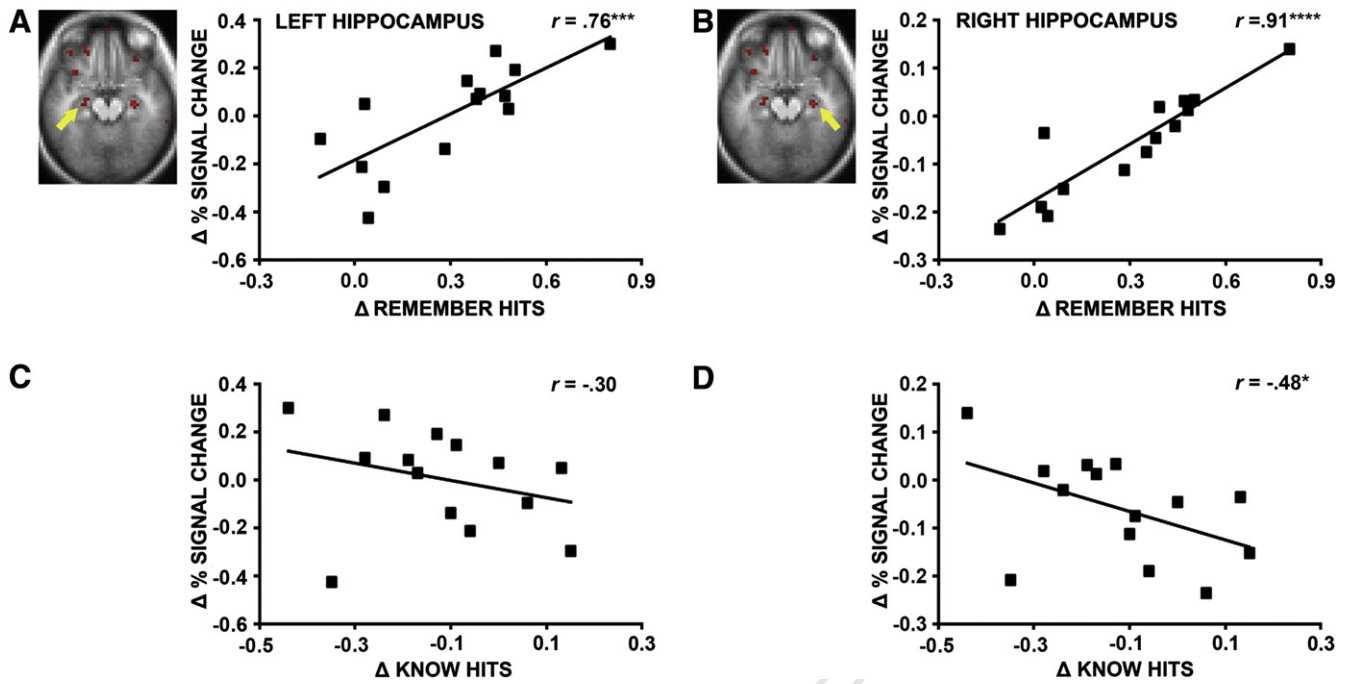 A
LEFT HIPPOCAMPUS
r = .76***
Δ % SIGNAL CHANGE
0.4
0.2
0.0
-0.2
-0.4
-0.6
-0.3
0.0
0.3
0.6
0.9
Δ REMEMBER HITS
B
RIGHT HIPPOCAMPUS
r =.91****
Δ % SIGNAL CHANGE
0.2
0.1
0.0
-0.1
-0.2
-0.3
-0.3
0.0
0.3
0.6
0.9
Δ REMEMBER HITS
C
r = -.30
Δ % SIGNAL CHANGE
0.4
0.2
0.0
-0.2
-0.4
-0.6
-0.5
-0.3
-0.1
0.1
0.3
Δ KNOW HITS
D
r = -.48*
Δ % SIGNAL CHANGE
0.2
0.1
0.0
-0.1
-0.2
-0.3
-0.5
-0.3
-0.1
0.1
0.3
Δ KNOW HITS